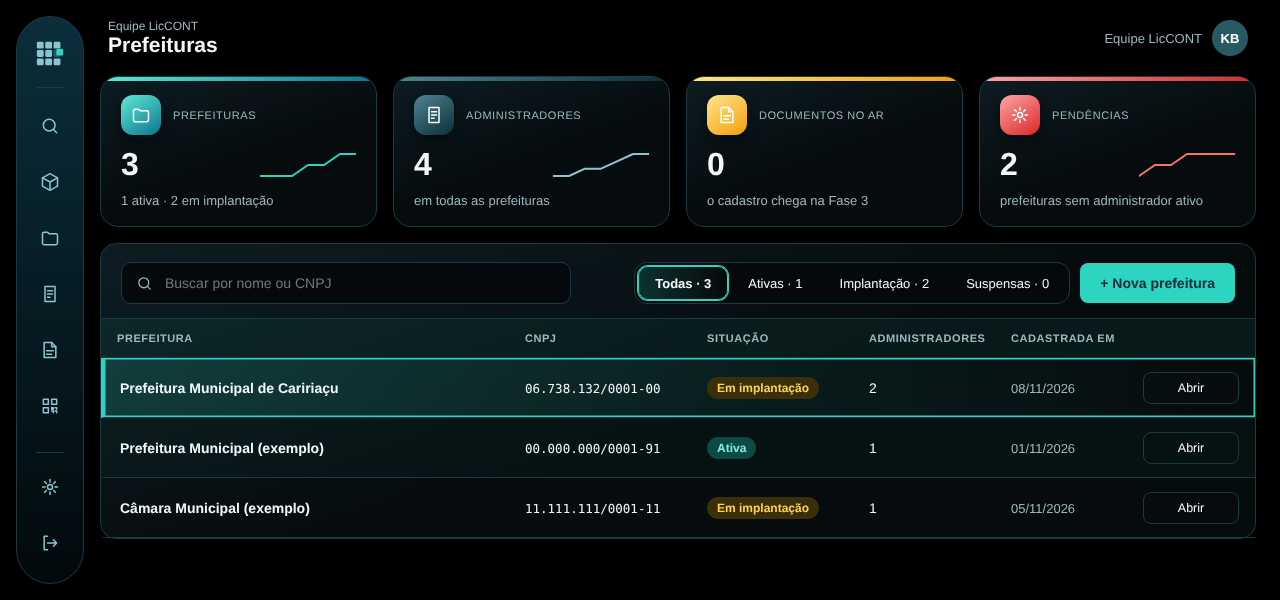 Equipe LicCONT
Prefeituras
Equipe LicCONT
KB
PREFEITURAS
3
1 ativa · 2 em implantação
ADMINISTRADORES
4
em todas as prefeituras
DOCUMENTOS NO AR
0
o cadastro chega na Fase 3
PENDÊNCIAS
2
prefeituras sem administrador ativo
Buscar por nome ou CNPJ
Todas · 3
Ativas · 1
Implantação · 2
Suspensas · 0
+ Nova prefeitura
PREFEITURA CNPJ SITUAÇÃO ADMINISTRADORES CADASTRADA EM
Prefeitura Municipal de Caririaçu 06.738.132/0001-00 Em implantação 2 08/11/2026 Abrir
Prefeitura Municipal (exemplo) 00.000.000/0001-91 Ativa 1 01/11/2026 Abrir
Câmara Municipal (exemplo) 11.111.111/0001-11 Em implantação 1 05/11/2026 Abrir